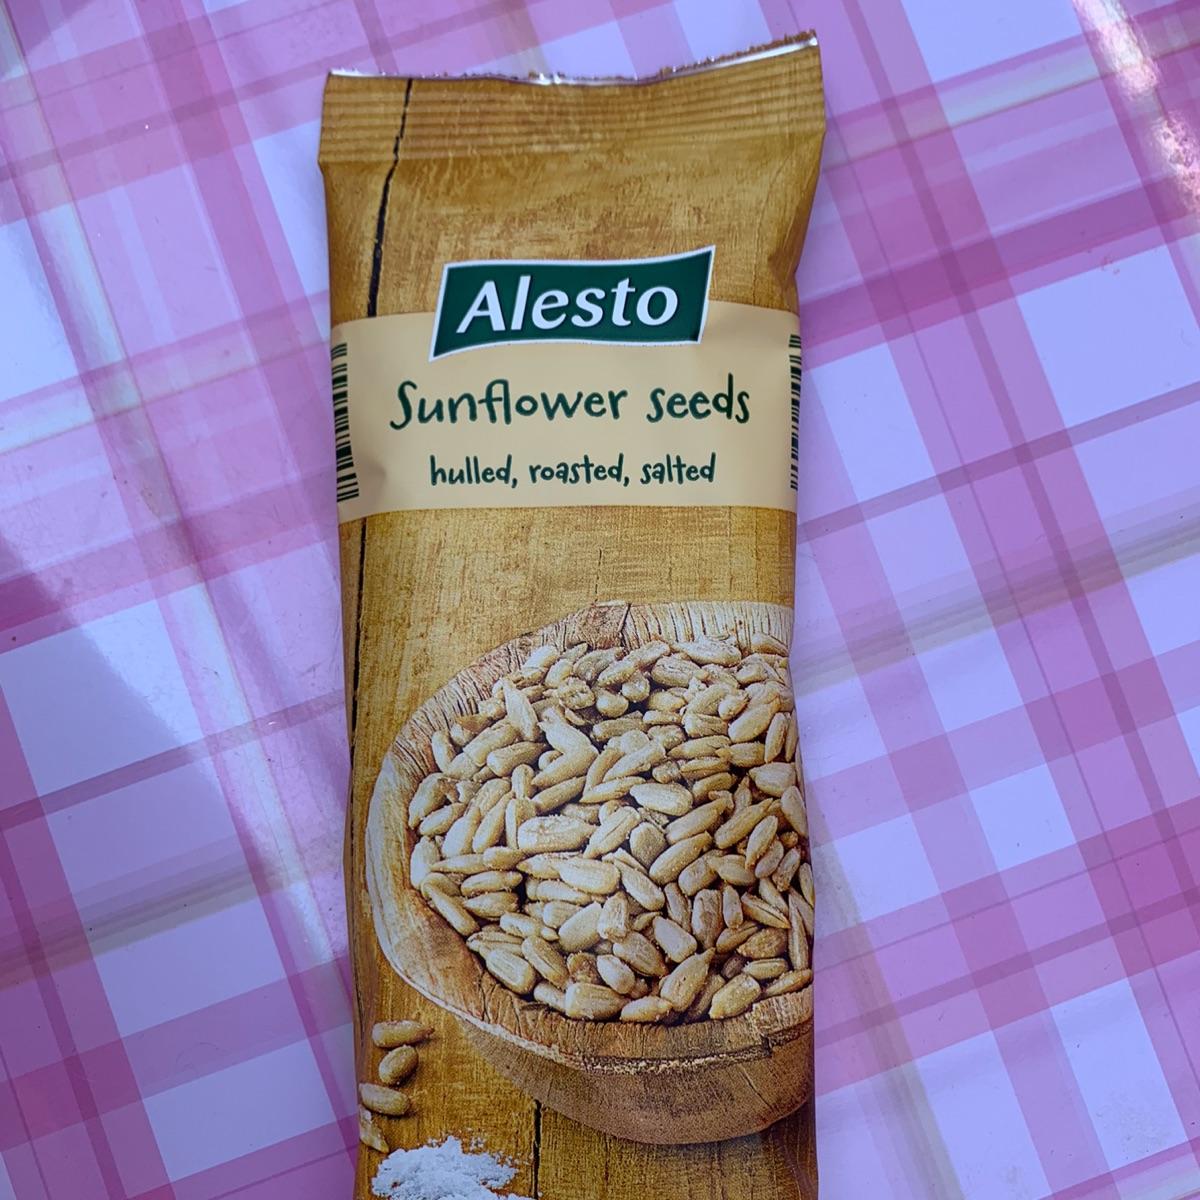 Alesto
Sunflower seeds
hulled, roasted, salted